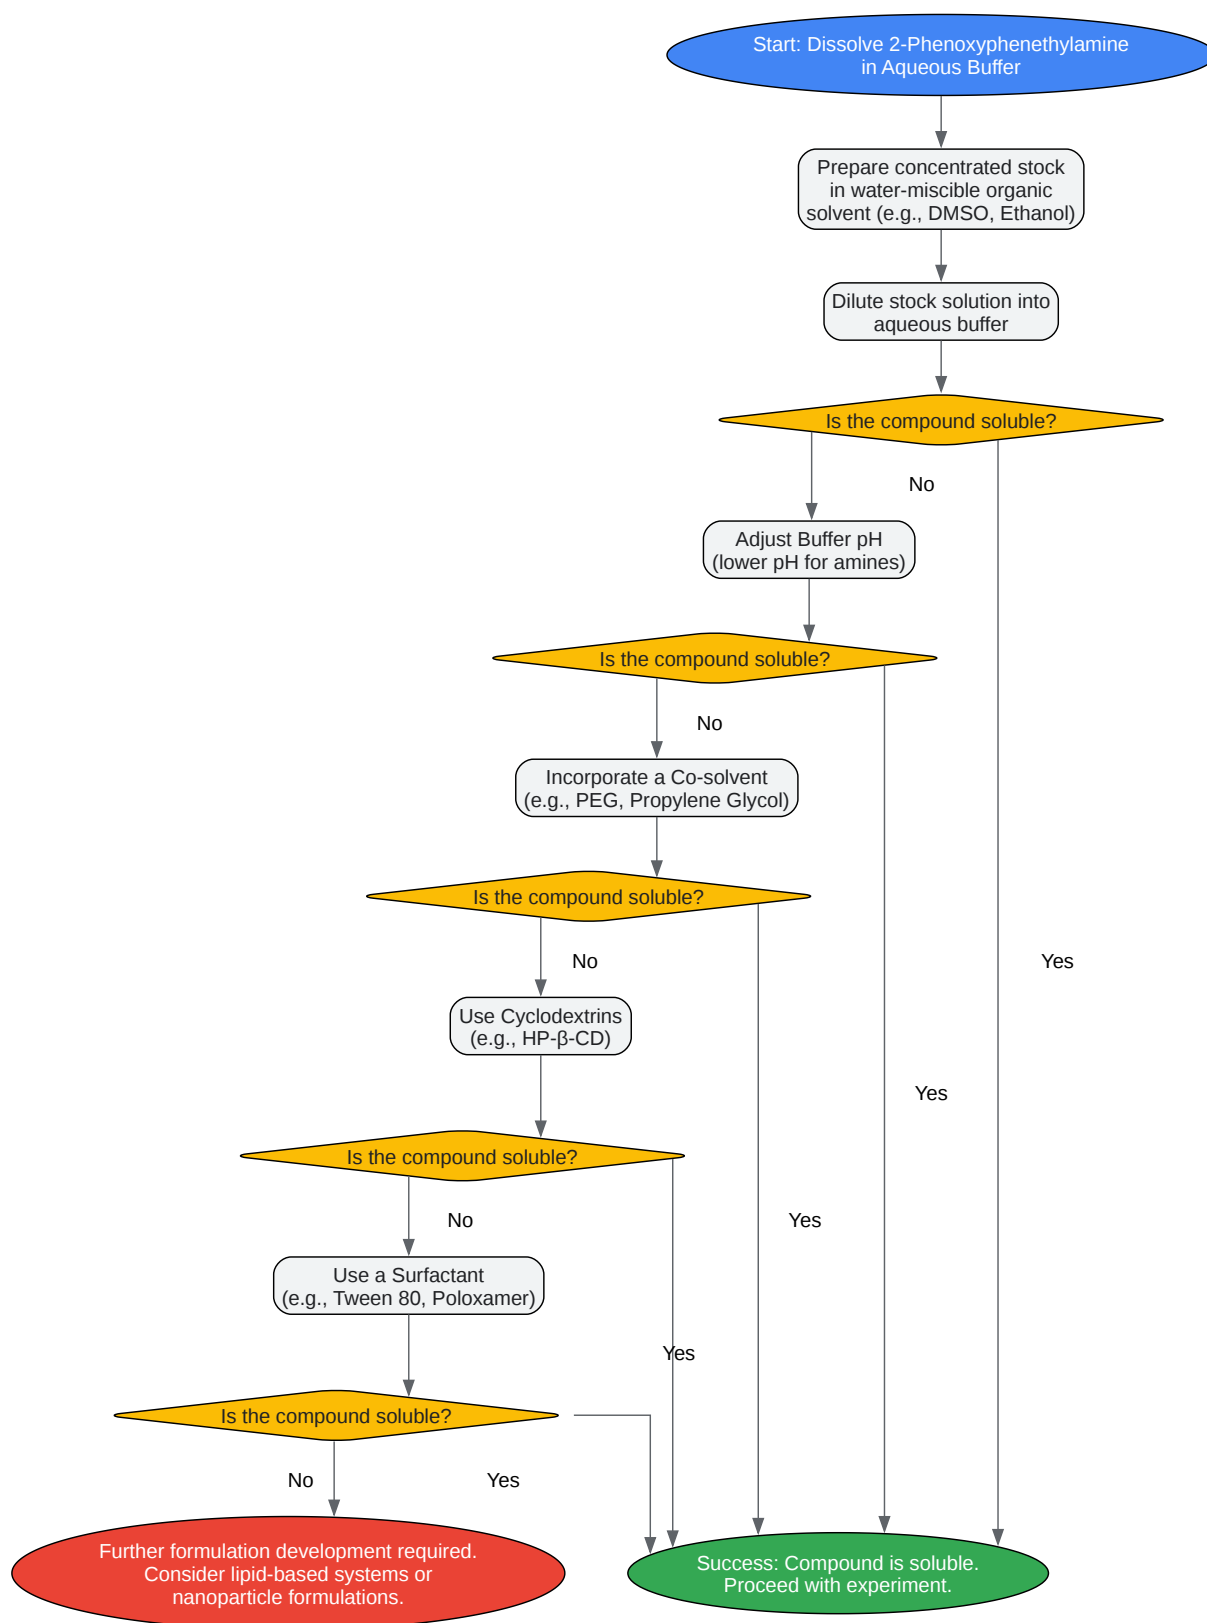 Start: Dissolve 2-Phenoxyphenethylamine
in Aqueous Buffer
Prepare concentrated stock
in water-miscible organic
solvent (e.g., DMSO, Ethanol)
Dilute stock solution into
aqueous buffer
Is the compound soluble?
No
Adjust Buffer pH
(lower pH for amines)
Is the compound soluble?
No
Incorporate a Co-solvent
(e.g., PEG, Propylene Glycol)
Is the compound soluble?
No
Yes
Use Cyclodextrins
(e.g., HP-β-CD)
Yes
Is the compound soluble?
No
Yes
Use a Surfactant
(e.g., Tween 80, Poloxamer)
Yes
Is the compound soluble?
No
Yes
Further formulation development required.
Consider lipid-based systems or
nanoparticle formulations.
Success: Compound is soluble.
Proceed with experiment.